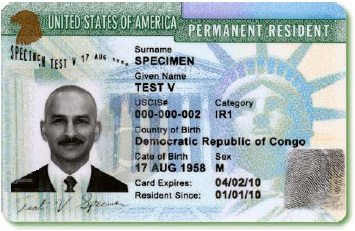 UNITED STATES OF AMERICA
PERMANENT RESIDENT
SPECIMEN TEST V 17 AUG
Surname
SPECIMEN
Given Name
TEST V
USCIS# Category
000-000-002 IR1
Country of Birth
Democratic Republic of Congo
Date of Birth Sex
17 AUG 1958 M
Card Expires: 04/02/10
Resident Since: 01/01/10
Test V Specimen